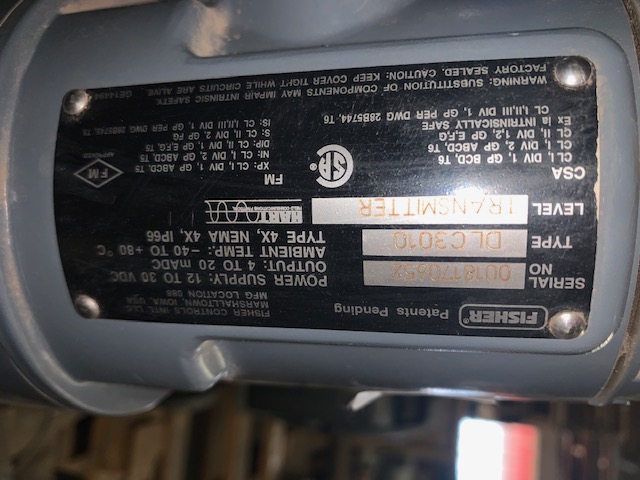 FISHER® Patents Pending
FISHER CONTROLS INTL. LLC
MARSHALLTOWN, IOWA USA
MFG LOCATION 089
SERIAL NO
POWER SUPPLY: 12 TO 30 VDC
OUTPUT: 4 TO 20 mADC
TYPE DLC3010
AMBIENT TEMP.: -40 TO +80 °C
TYPE 4X, NEMA 4X, IP66
LEVEL TRANSMITTER
HART
CSA
CL I, DIV 1, GP BCD, T6
CL I, DIV 2, GP ABCD, T6
CL II, DIV 1,2, GP E,F,G
Ex ia INTRINSICALLY SAFE
CL I,II,III, DIV 1, GP PER DWG 28B5744, T6
FM
XP: CL I, DIV 1, GP ABCD, T5
NI: CL I, DIV 2, GP ABCD T5
DIP: CL II, DIV 1, GP E,F,G T5
S: CL II, DIV 2, GP F,G
IS: CL I,II,III, DIV 1, GP PER DWG 28B5745, T5
FM
APPROVED
WARNING: SUBSTITUTION OF COMPONENTS MAY IMPAIR INTRINSIC SAFETY.
FACTORY SEALED. CAUTION: KEEP COVER TIGHT WHILE CIRCUITS ARE ALIVE.